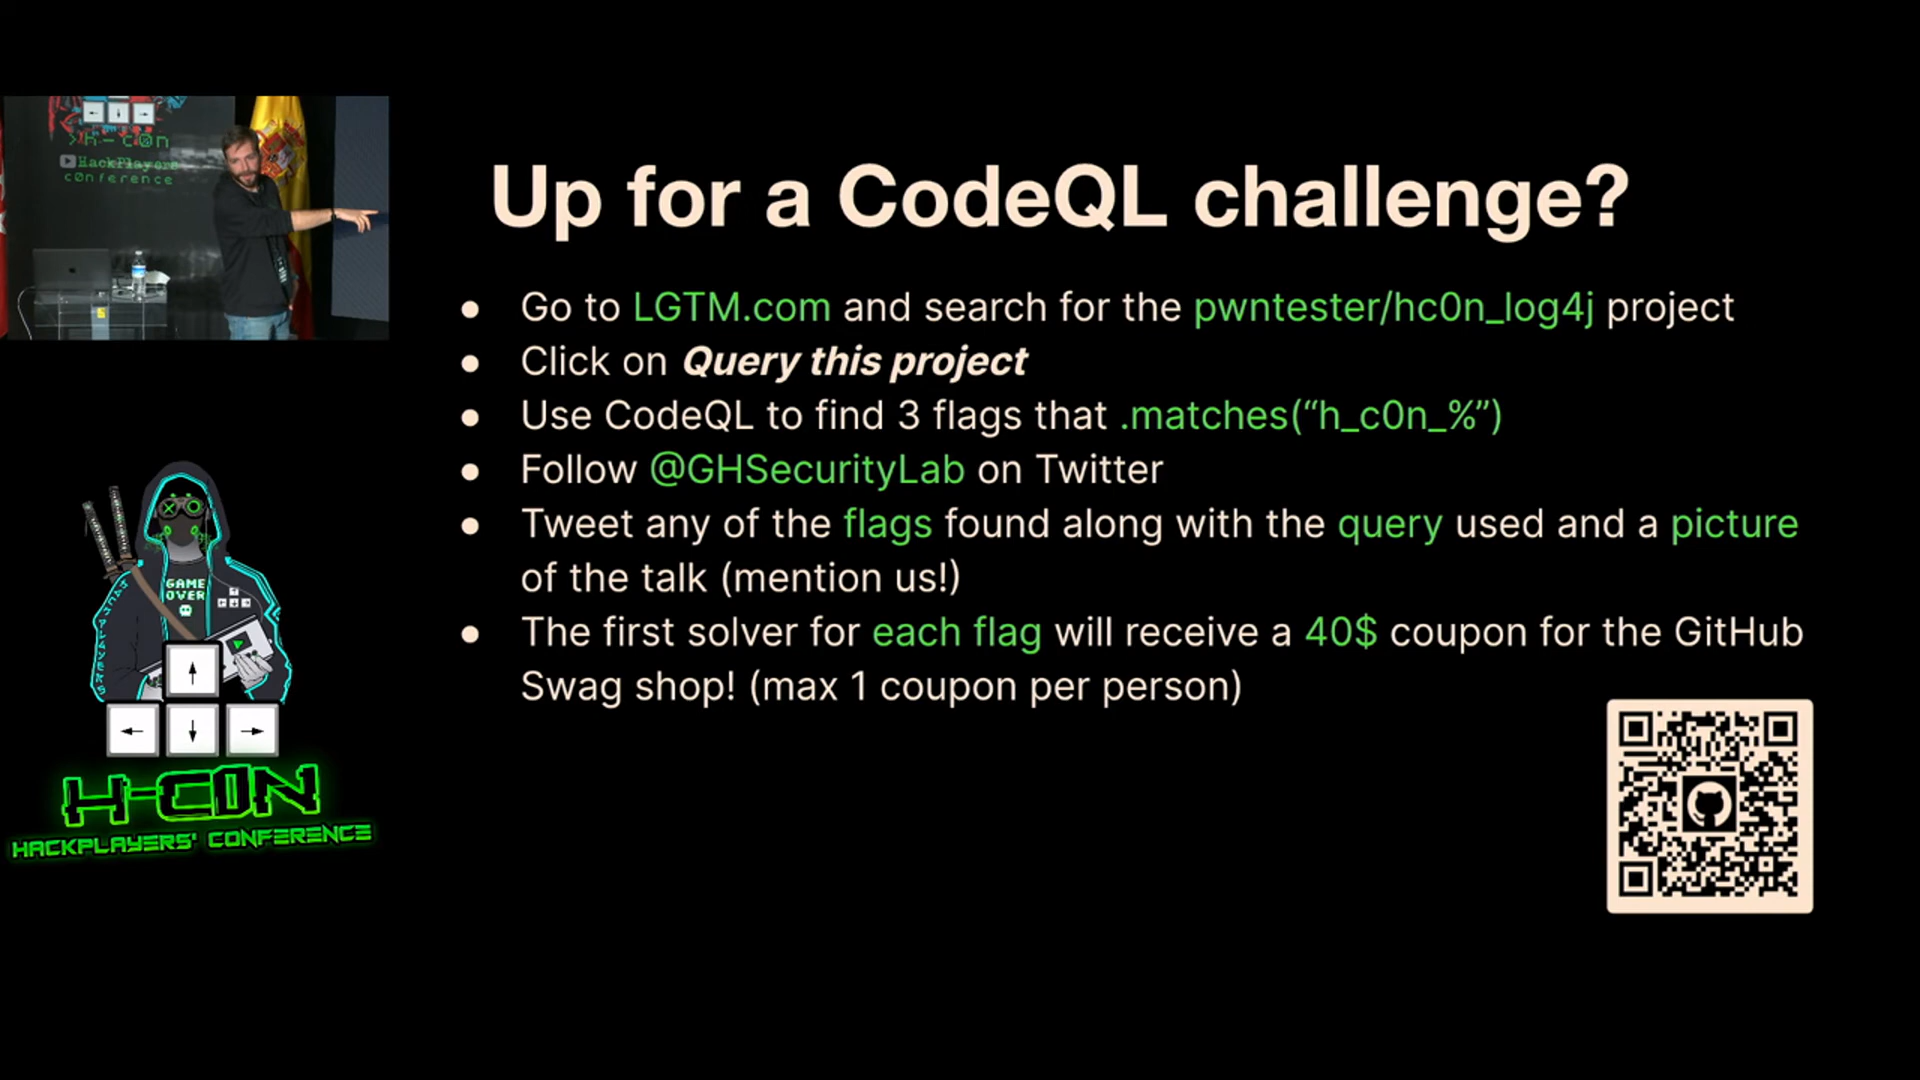 >h-c0n
HackPlayers
c0nference
Up for a CodeQL challenge?
● Go to LGTM.com and search for the pwntester/hc0n_log4j project
● Click on Query this project
● Use CodeQL to find 3 flags that .matches(“h_c0n_%”)
● Follow @GHSecurityLab on Twitter
● Tweet any of the flags found along with the query used and a picture
of the talk (mention us!)
● The first solver for each flag will receive a 40$ coupon for the GitHub
Swag shop! (max 1 coupon per person)
GAME
OVER
H-C0N
HACKPLAYERS' CONFERENCE